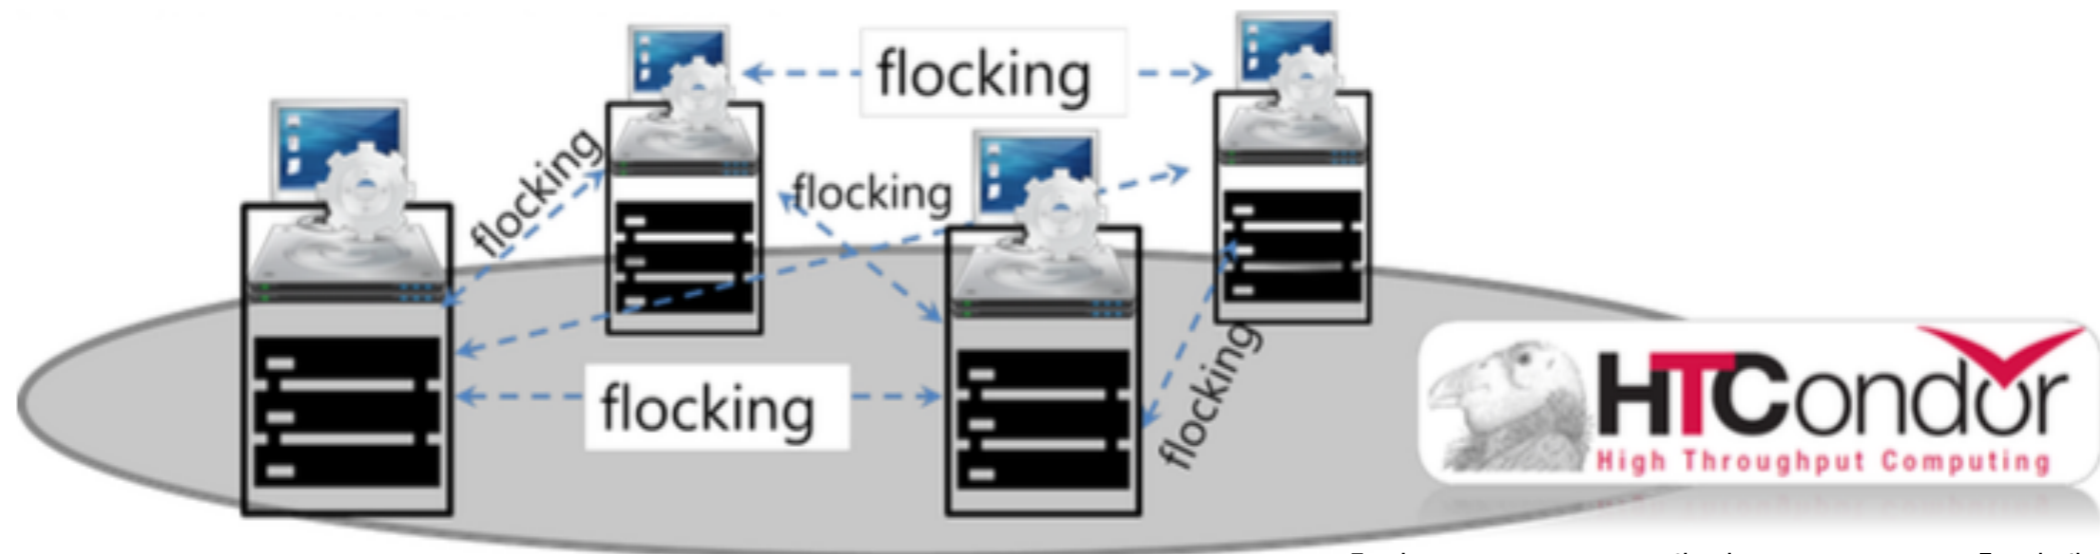 flocking
flocking
flocking
flocking
flocking
HTCondor
High Throughput Computing